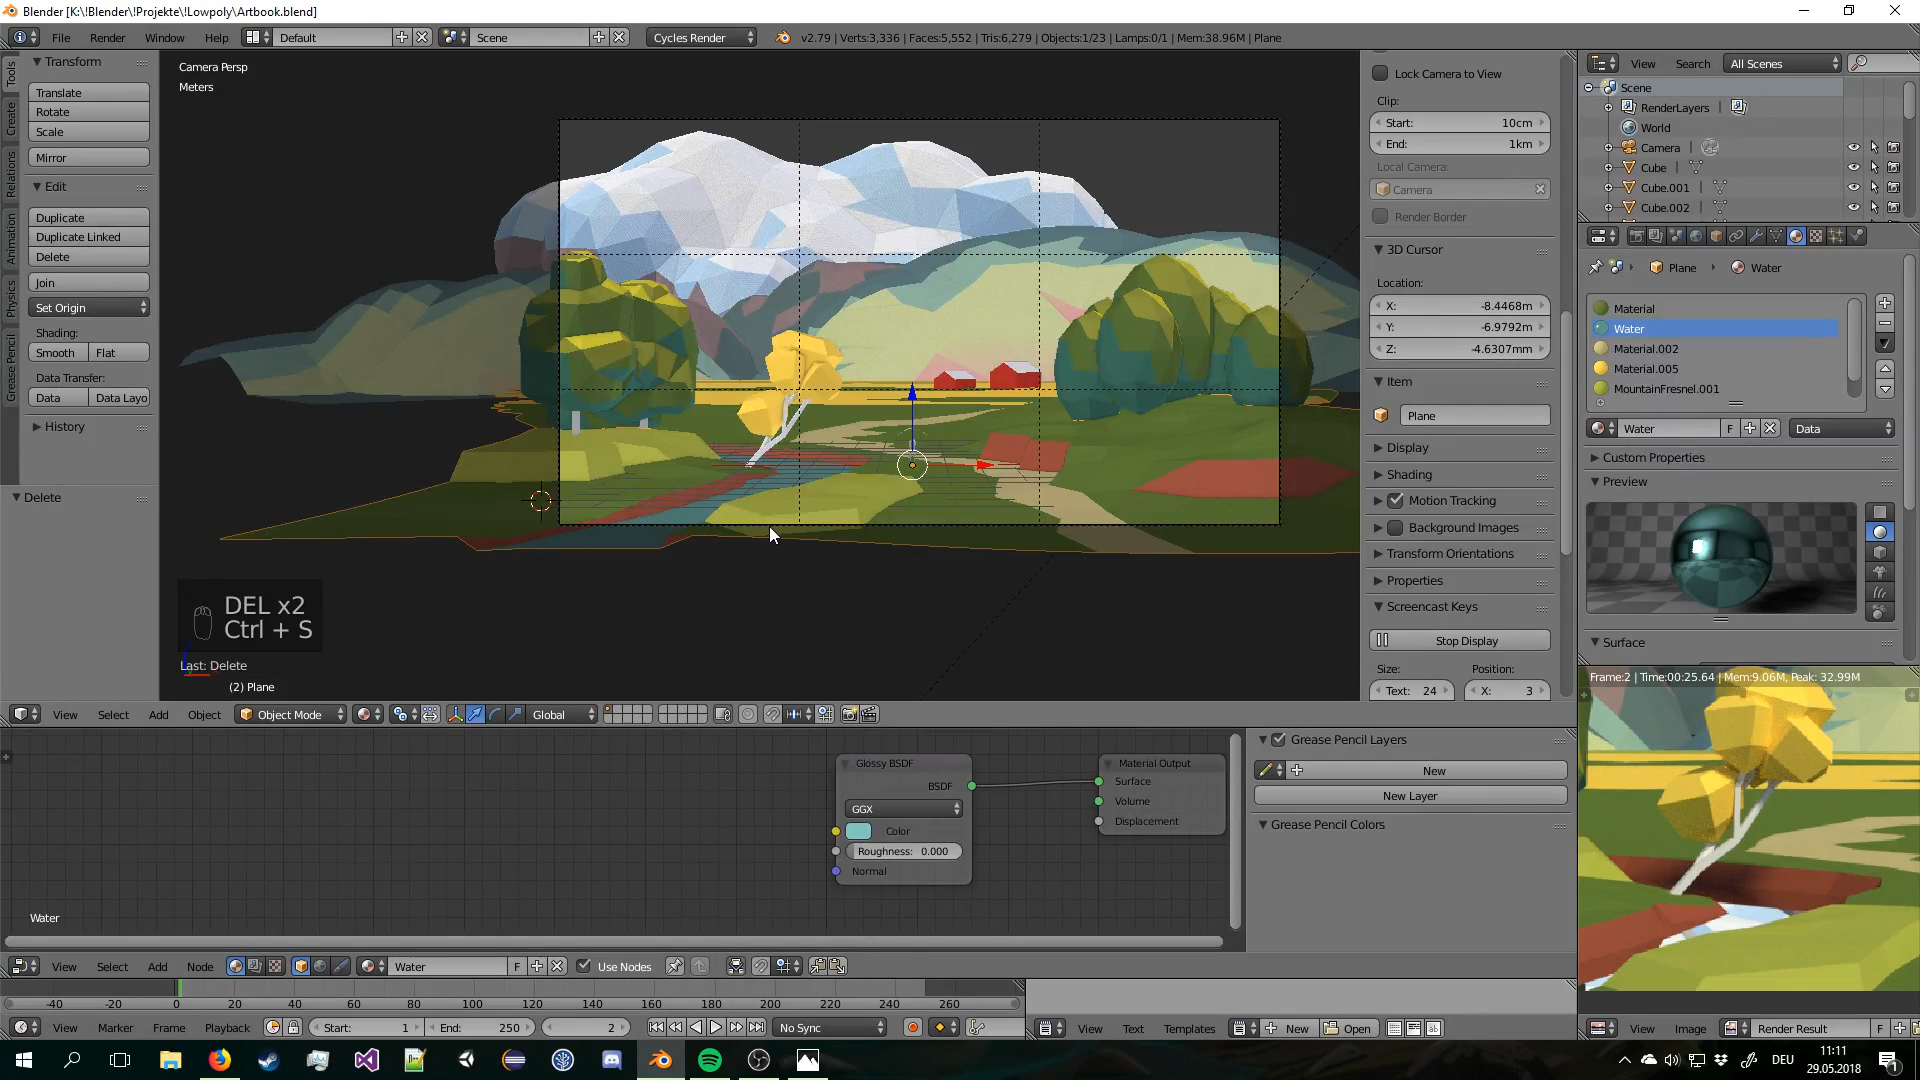 Blender [K:\!Blender\!Projekte\!Lowpoly\Artbook.blend]
File Render Window Help Default Scene Cycles Render v2.79 | Verts:3,336 | Faces:5,552 | Tris:6,279 | Objects:1/23 | Lamps:0/1 | Mem:38.96M | Plane
Tools
Create
Relations
Animation
Physics
Grease Pencil
Transform
Translate
Rotate
Scale
Mirror
Edit
Duplicate
Duplicate Linked
Delete
Join
Set Origin
Shading:
Smooth Flat
Data Transfer:
Data Data Layo
History
Delete
Camera Persp
Meters
DEL x2
Ctrl + S
Last: Delete
(2) Plane
Lock Camera to View
Clip:
Start: 10cm
End: 1km
Local Camera:
Camera
Render Border
3D Cursor
Location:
X: -8.4468m
Y: -6.9792m
Z: -4.6307mm
Item
Plane
Display
Shading
Motion Tracking
Background Images
Transform Orientations
Properties
Screencast Keys
Stop Display
Size: Position:
Text: 24 X: 3
View Search All Scenes
Scene
RenderLayers
World
Camera
Cube
Cube.001
Cube.002
Plane Water
Material
Water
Material.002
Material.005
MountainFresnel.001
Water F Data
Custom Properties
Preview
Surface
Frame:2 | Time:00:25.64 | Mem:9.06M, Peak: 32.99M
View Select Add Object Object Mode Global
Glossy BSDF
BSDF
GGX
Color
Roughness: 0.000
Normal
Material Output
Surface
Volume
Displacement
Water
Grease Pencil Layers
New
New Layer
Grease Pencil Colors
View Select Add Node Water F Use Nodes
-40 -20 0 20 40 60 80 100 120 140 160 180 200 220 240 260
View Marker Frame Playback Start: 1 End: 250 2 No Sync
View Text Templates New Open
View Image Render Result F
DEU
11:11
29.05.2018
1